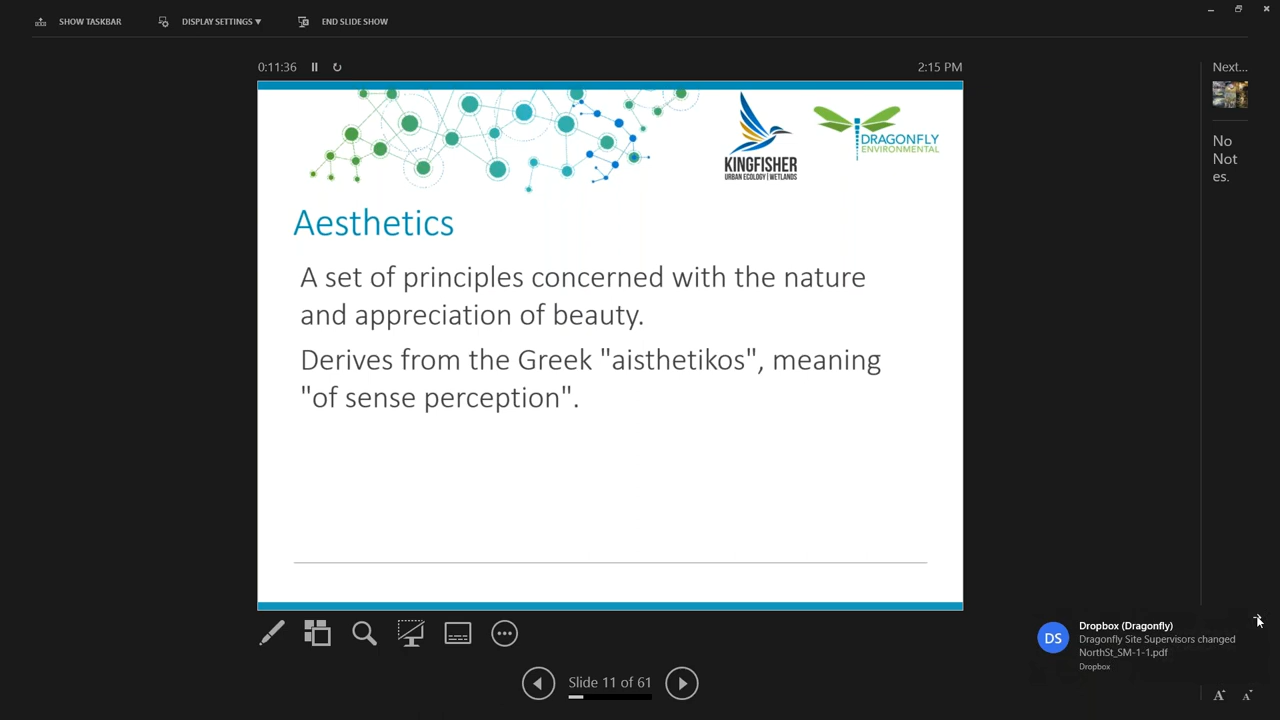 SHOW TASKBAR
DISPLAY SETTINGS ▾
END SLIDE SHOW
0:11:36
2:15 PM
Next...
KINGFISHER
URBAN ECOLOGY | WETLANDS
DRAGONFLY
ENVIRONMENTAL
No
Not
es.
Aesthetics
A set of principles concerned with the nature
and appreciation of beauty.
Derives from the Greek "aisthetikos", meaning
"of sense perception".
DS
Dropbox (Dragonfly)
Dragonfly Site Supervisors changed
NorthSt_SM-1-1.pdf
Dropbox
Slide 11 of 61
A A